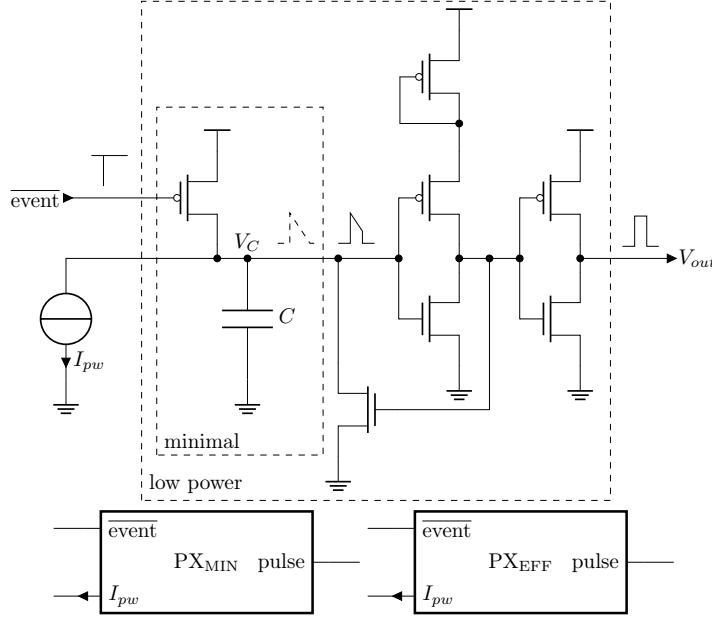 event
V_C
V_out
C
I_pw
minimal
low power
event
PX_MIN pulse
I_pw
event
PX_EFF pulse
I_pw